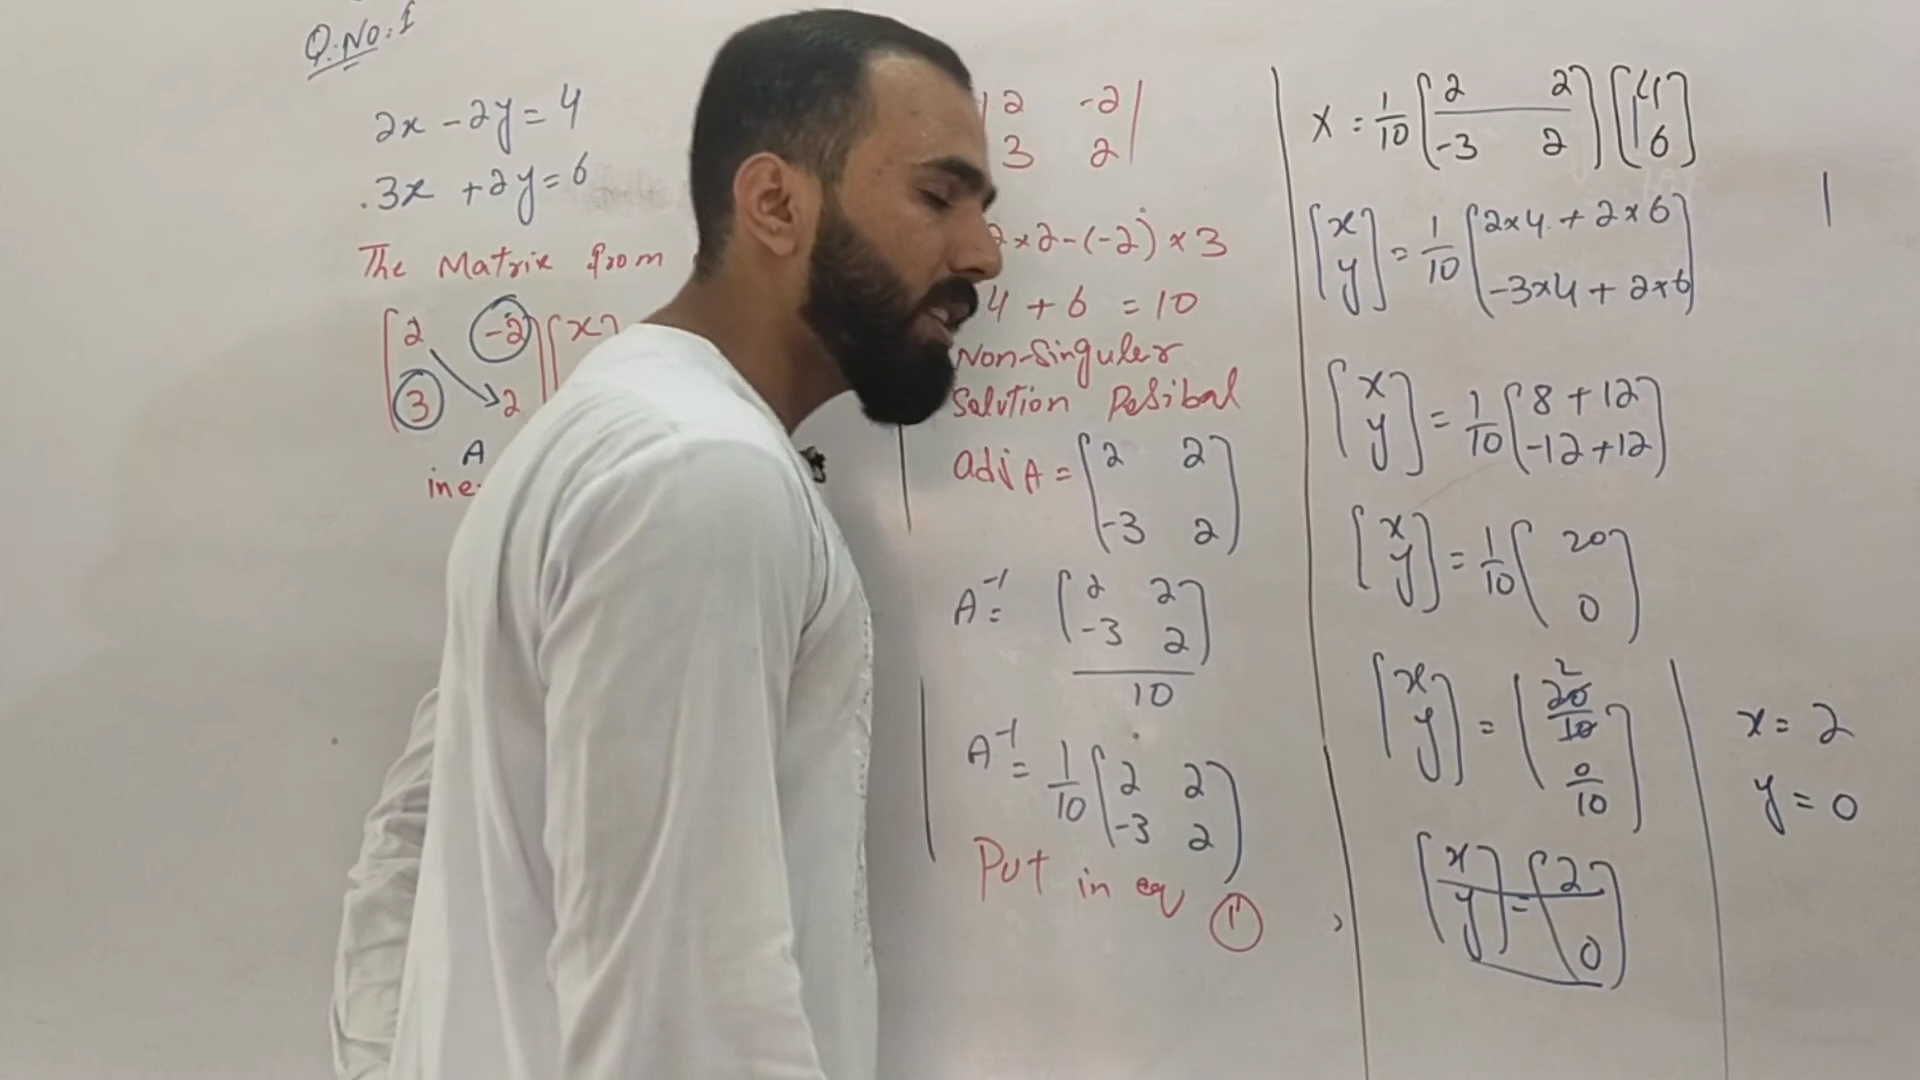 Q.No:1
2x - 2y = 4
3x + 2y = 6
The Matrix from
[2 -2] [x
[3 2]
A
in e
|2 -2|
|3 2|
2×2-(-2)×3
4 + 6 = 10
Non-Singuler
Solution Posibal
adj A = [2 2]
[-3 2]
A⁻¹ = [2 2]
[-3 2]
10
A⁻¹ = 1/10 [2 2]
[-3 2]
Put in eq ①
X = 1/10 [2 2] [4]
[-3 2] [6]
[x] = 1/10 [2×4 + 2×6]
[y] [-3×4 + 2×6]
[x] = 1/10 [8 + 12]
[y] [-12 + 12]
[x] = 1/10 [20]
[y] [0]
[x] = [20/10] 2
[y] [0/10]
[x] = [2]
[y] [0]
x = 2
y = 0